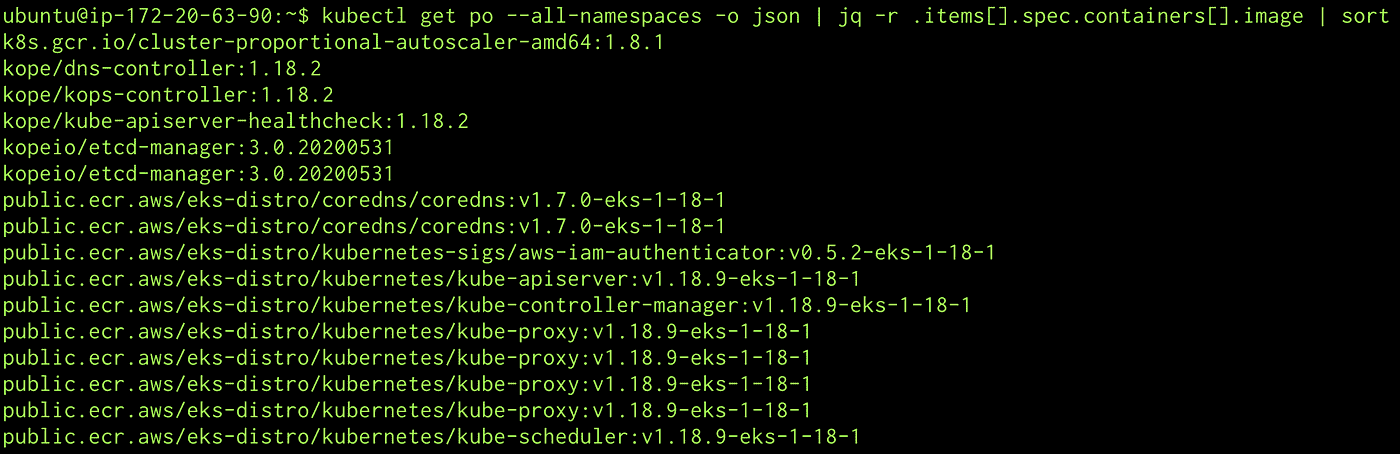 ubuntu@ip-172-20-63-90:~$ kubectl get po --all-namespaces -o json | jq -r .items[].spec.containers[].image | sort
k8s.gcr.io/cluster-proportional-autoscaler-amd64:1.8.1
kope/dns-controller:1.18.2
kope/kops-controller:1.18.2
kope/kube-apiserver-healthcheck:1.18.2
kopeio/etcd-manager:3.0.20200531
kopeio/etcd-manager:3.0.20200531
public.ecr.aws/eks-distro/coredns/coredns:v1.7.0-eks-1-18-1
public.ecr.aws/eks-distro/coredns/coredns:v1.7.0-eks-1-18-1
public.ecr.aws/eks-distro/kubernetes-sigs/aws-iam-authenticator:v0.5.2-eks-1-18-1
public.ecr.aws/eks-distro/kubernetes/kube-apiserver:v1.18.9-eks-1-18-1
public.ecr.aws/eks-distro/kubernetes/kube-controller-manager:v1.18.9-eks-1-18-1
public.ecr.aws/eks-distro/kubernetes/kube-proxy:v1.18.9-eks-1-18-1
public.ecr.aws/eks-distro/kubernetes/kube-proxy:v1.18.9-eks-1-18-1
public.ecr.aws/eks-distro/kubernetes/kube-proxy:v1.18.9-eks-1-18-1
public.ecr.aws/eks-distro/kubernetes/kube-proxy:v1.18.9-eks-1-18-1
public.ecr.aws/eks-distro/kubernetes/kube-scheduler:v1.18.9-eks-1-18-1